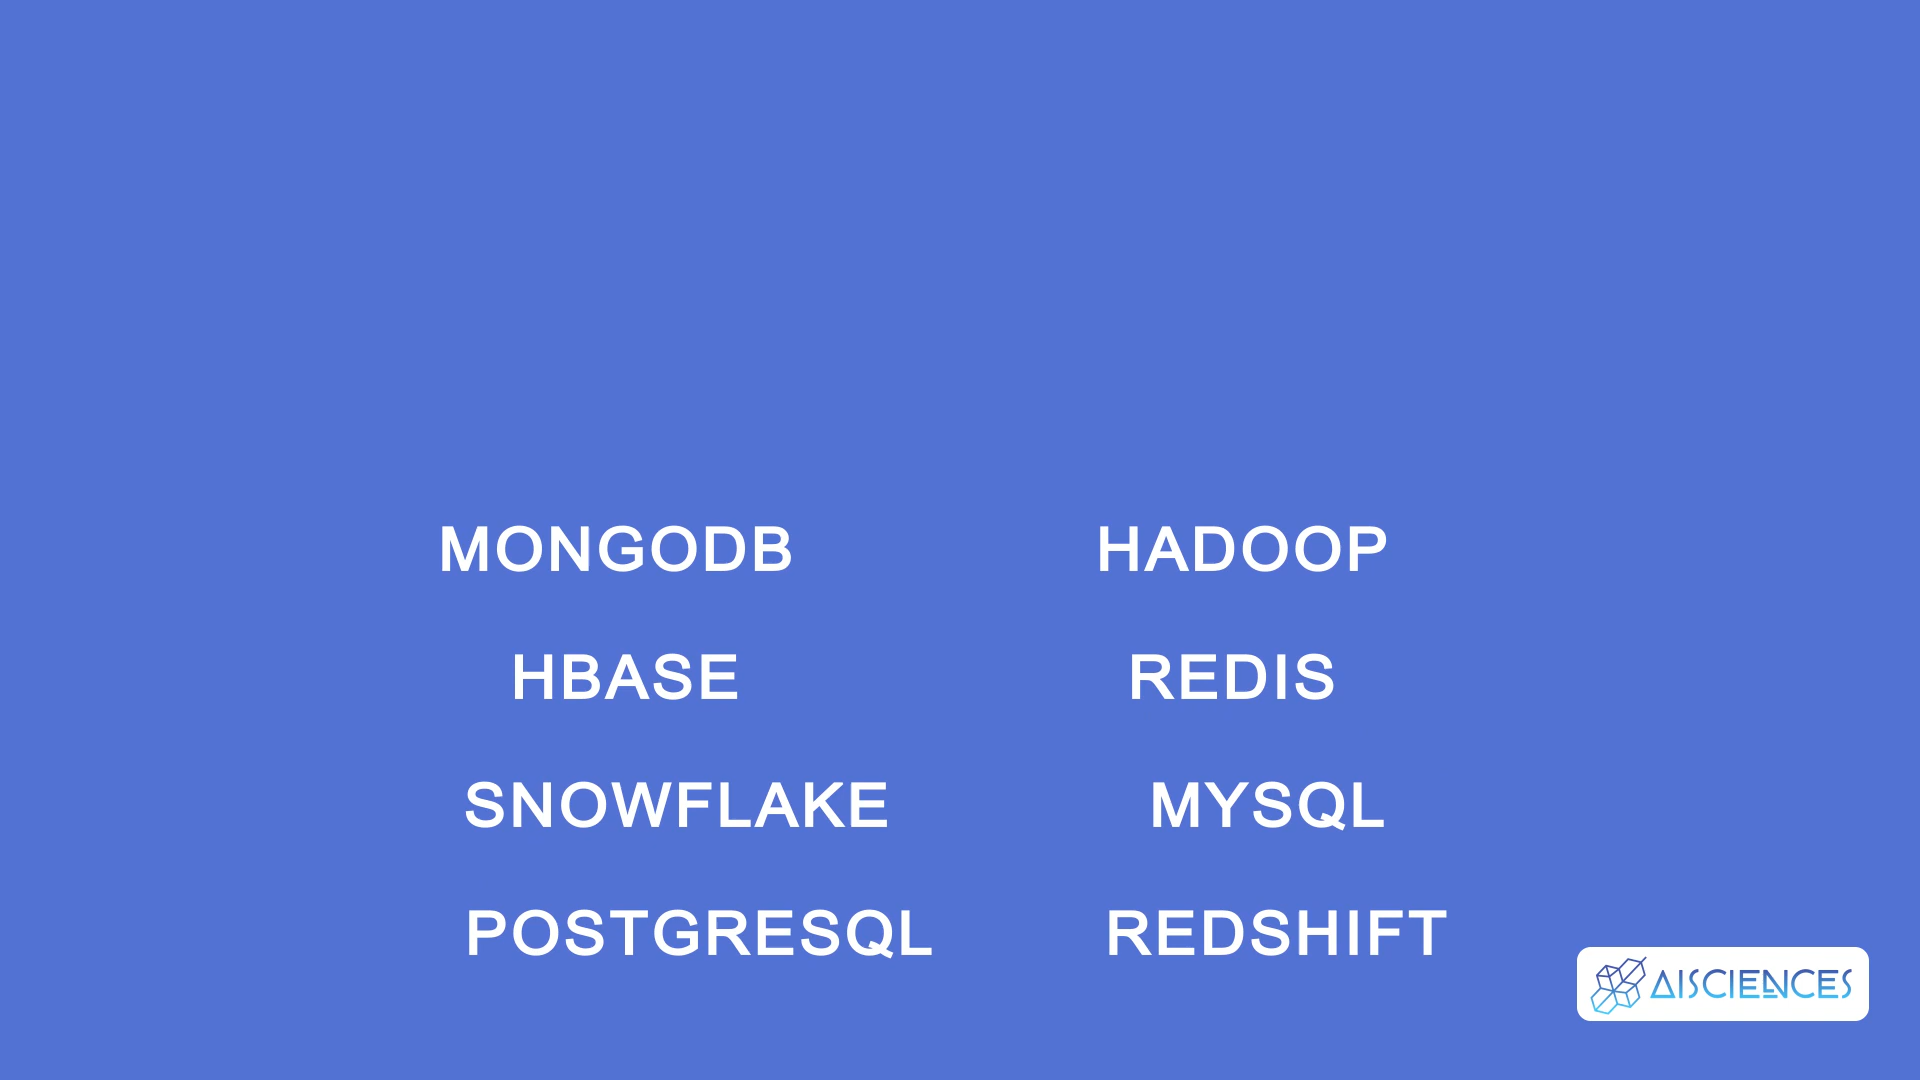 MONGODB HADOOP
HBASE REDIS
SNOWFLAKE MYSQL
POSTGRESQL REDSHIFT
AISCIENCES